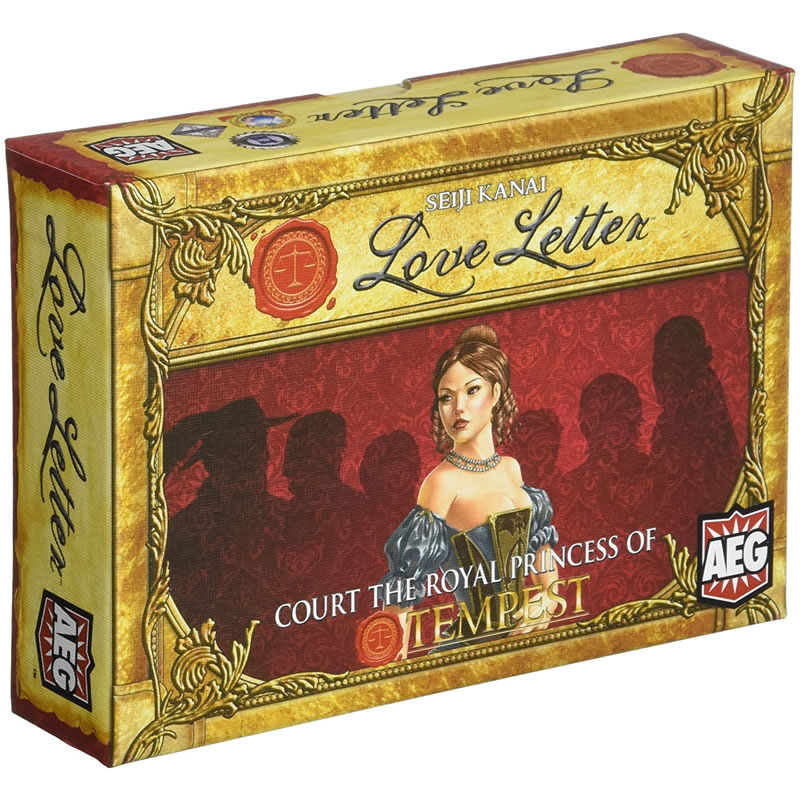 Love Letter
AEG
SEIJI KANAI
Love Letter
COURT THE ROYAL PRINCESS OF
TEMPEST
AEG
Love Letter
AEG